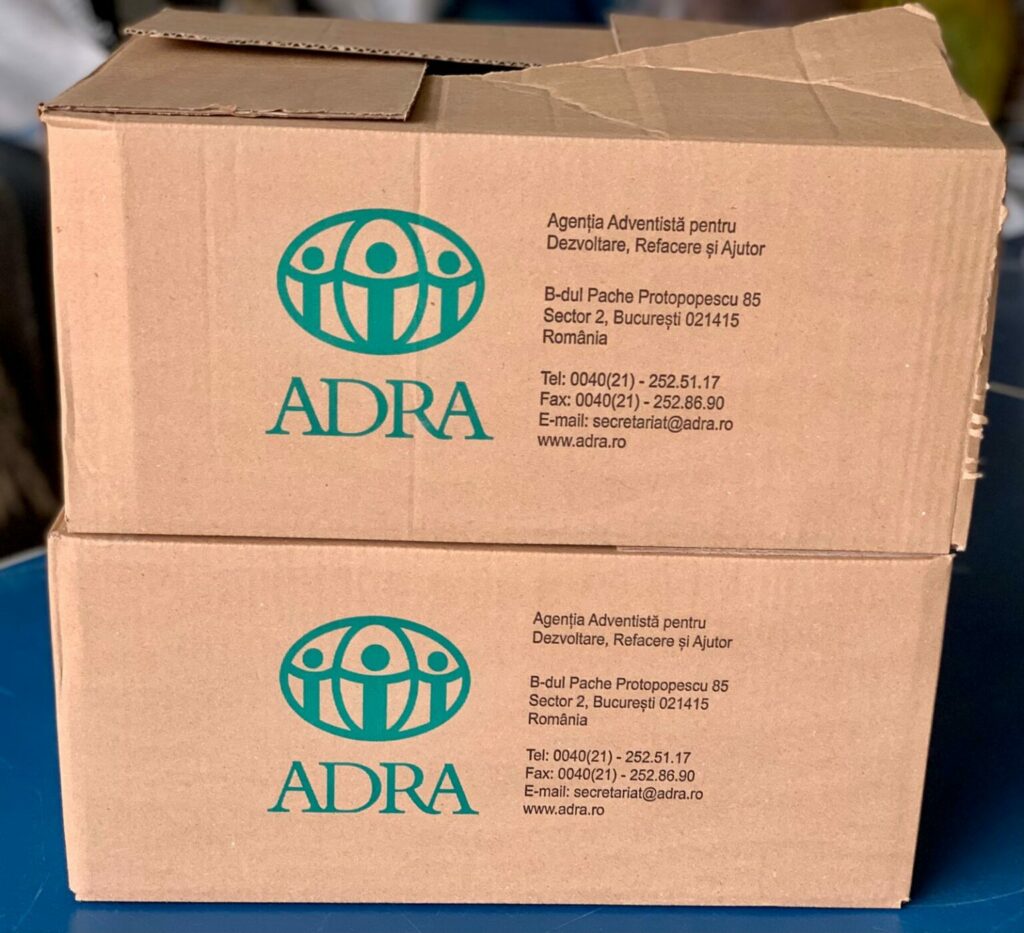 ADRA
Agenția Adventistă pentru
Dezvoltare, Refacere și Ajutor
B-dul Pache Protopopescu 85
Sector 2, București 021415
România
Tel: 0040(21) - 252.51.17
Fax: 0040(21) - 252.86.90
E-mail: secretariat@adra.ro
www.adra.ro
ADRA
Agenția Adventistă pentru
Dezvoltare, Refacere și Ajutor
B-dul Pache Protopopescu 85
Sector 2, București 021415
România
Tel: 0040(21) - 252.51.17
Fax: 0040(21) - 252.86.90
E-mail: secretariat@adra.ro
www.adra.ro